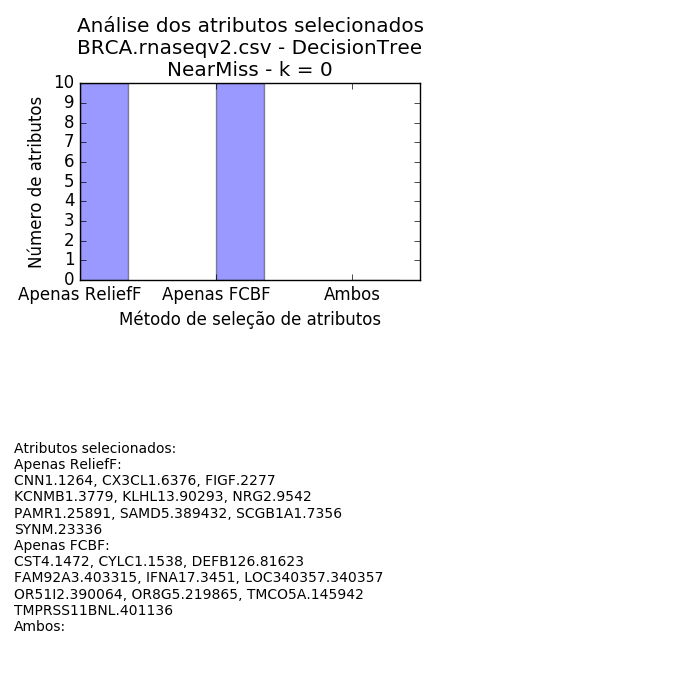 Análise dos atributos selecionados
BRCA.rnaseqv2.csv - DecisionTree
NearMiss - k = 0
10
9
8
7
6
5
4
3
2
1
0
Número de atributos
Apenas ReliefF
Apenas FCBF
Ambos
Método de seleção de atributos
Atributos selecionados:
Apenas ReliefF:
CNN1.1264, CX3CL1.6376, FIGF.2277
KCNMB1.3779, KLHL13.90293, NRG2.9542
PAMR1.25891, SAMD5.389432, SCGB1A1.7356
SYNM.23336
Apenas FCBF:
CST4.1472, CYLC1.1538, DEFB126.81623
FAM92A3.403315, IFNA17.3451, LOC340357.340357
OR51I2.390064, OR8G5.219865, TMCO5A.145942
TMPRSS11BNL.401136
Ambos: